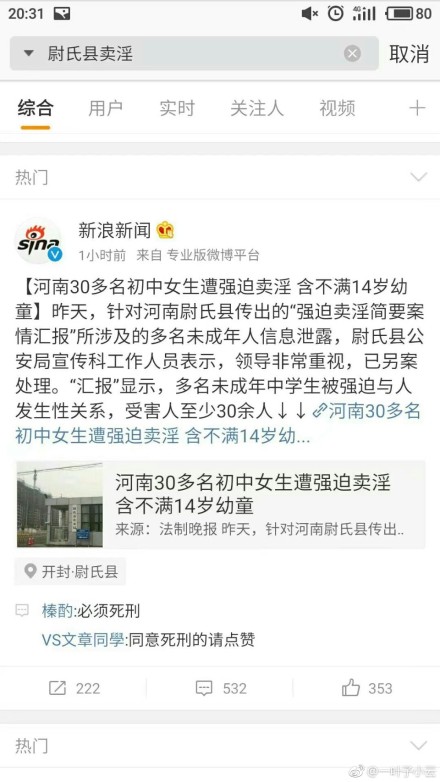 20:31
4G
80
尉氏县卖淫
取消
综合
用户
实时
关注人
视频
热门
sina
新浪新闻
1小时前 来自 专业版微博平台
【河南30多名初中女生遭强迫卖淫 含不满14岁幼
童】昨天，针对河南尉氏县传出的“强迫卖淫简要案
情汇报”所涉及的多名未成年人信息泄露，尉氏县公
安局宣传科工作人员表示，领导非常重视，已另案
处理。“汇报”显示，多名未成年中学生被强迫与人
发生性关系，受害人至少30余人↓↓河南30多名
初中女生遭强迫卖淫 含不满14岁幼...
河南30多名初中女生遭强迫卖淫
含不满14岁幼童
来源：法制晚报 昨天，针对河南尉氏县传出..
开封·尉氏县
榛酌:必须死刑
VS文章同學:同意死刑的请点赞
222
532
353
热门
@一叶子小芸